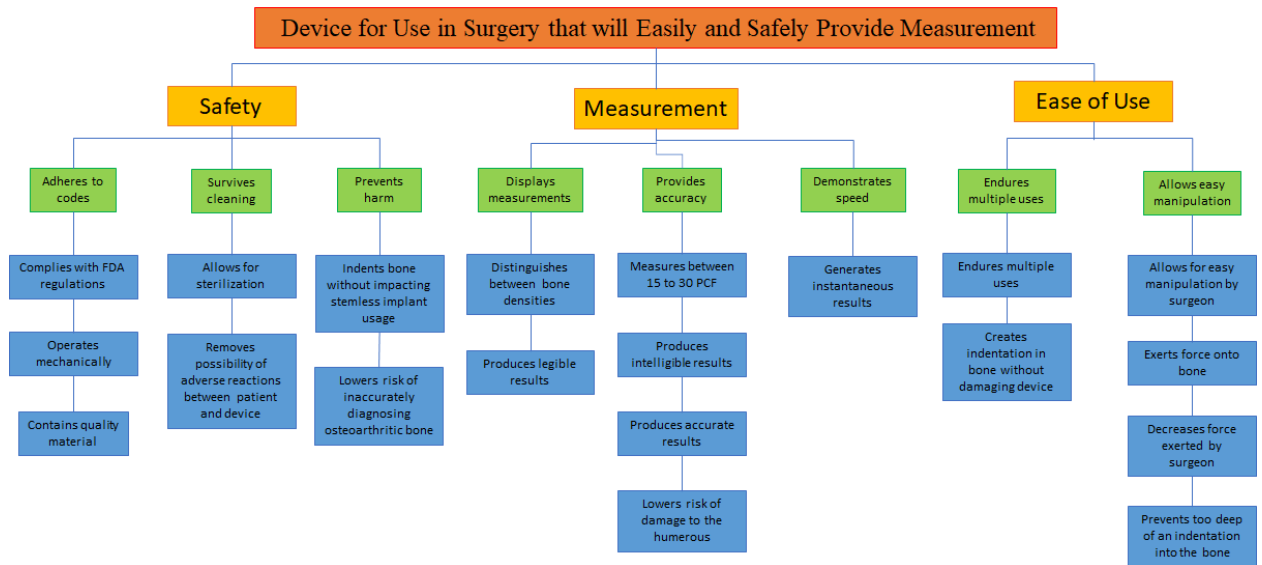 Device for Use in Surgery that will Easily and Safely Provide Measurement
Safety
Measurement
Ease of Use
Adheres to
codes
Survives
cleaning
Prevents
harm
Displays
measurements
Provides
accuracy
Demonstrates
speed
Endures
multiple uses
Allows easy
manipulation
Complies with FDA
regulations
Operates
mechanically
Contains quality
material
Allows for
sterilization
Removes
possibility of
adverse reactions
between patient
and device
Indents bone
without impacting
stemless implant
usage
Lowers risk of
inaccurately
diagnosing
osteoarthritic bone
Distinguishes
between bone
densities
Produces legible
results
Measures between
15 to 30 PCF
Produces
intelligible results
Produces accurate
results
Lowers risk of
damage to the
humerous
Generates
instantaneous
results
Endures multiple
uses
Creates
indentation in
bone without
damaging device
Allows for easy
manipulation by
surgeon
Exerts force onto
bone
Decreases force
exerted by
surgeon
Prevents too deep
of an indentation
into the bone